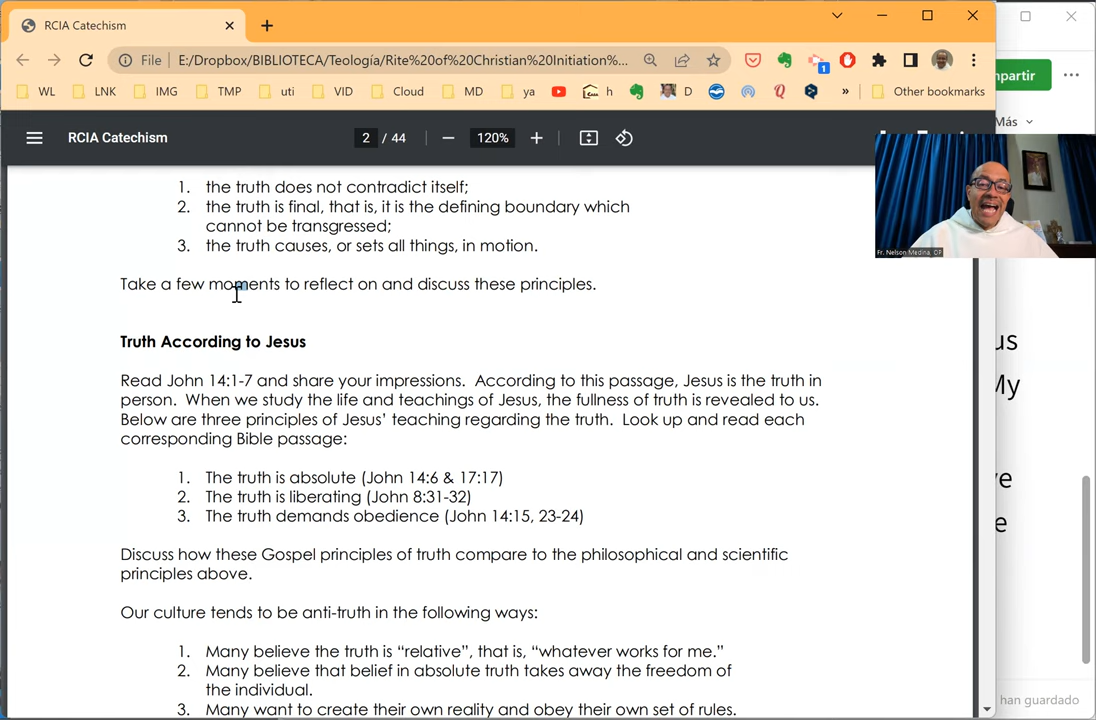 RCIA Catechism
File
E:/Dropbox/BIBLIOTECA/Teología/Rite%20of%20Christian%20Initiation%...
WL LNK IMG TMP uti VID Cloud MD ya h D 1 » Other bookmarks
mpartir
Más
RCIA Catechism 2 / 44 120%
1. the truth does not contradict itself;
2. the truth is final, that is, it is the defining boundary which
cannot be transgressed;
3. the truth causes, or sets all things, in motion.
Take a few moments to reflect on and discuss these principles.
Truth According to Jesus
Read John 14:1-7 and share your impressions. According to this passage, Jesus is the truth in
person. When we study the life and teachings of Jesus, the fullness of truth is revealed to us.
Below are three principles of Jesus’ teaching regarding the truth. Look up and read each
corresponding Bible passage:
1. The truth is absolute (John 14:6 & 17:17)
2. The truth is liberating (John 8:31-32)
3. The truth demands obedience (John 14:15, 23-24)
Discuss how these Gospel principles of truth compare to the philosophical and scientific
principles above.
Our culture tends to be anti-truth in the following ways:
1. Many believe the truth is “relative”, that is, “whatever works for me.”
2. Many believe that belief in absolute truth takes away the freedom of
the individual.
3. Many want to create their own reality and obey their own set of rules.
Fr. Nelson Medina, OP
us
My
ve
e
han guardado